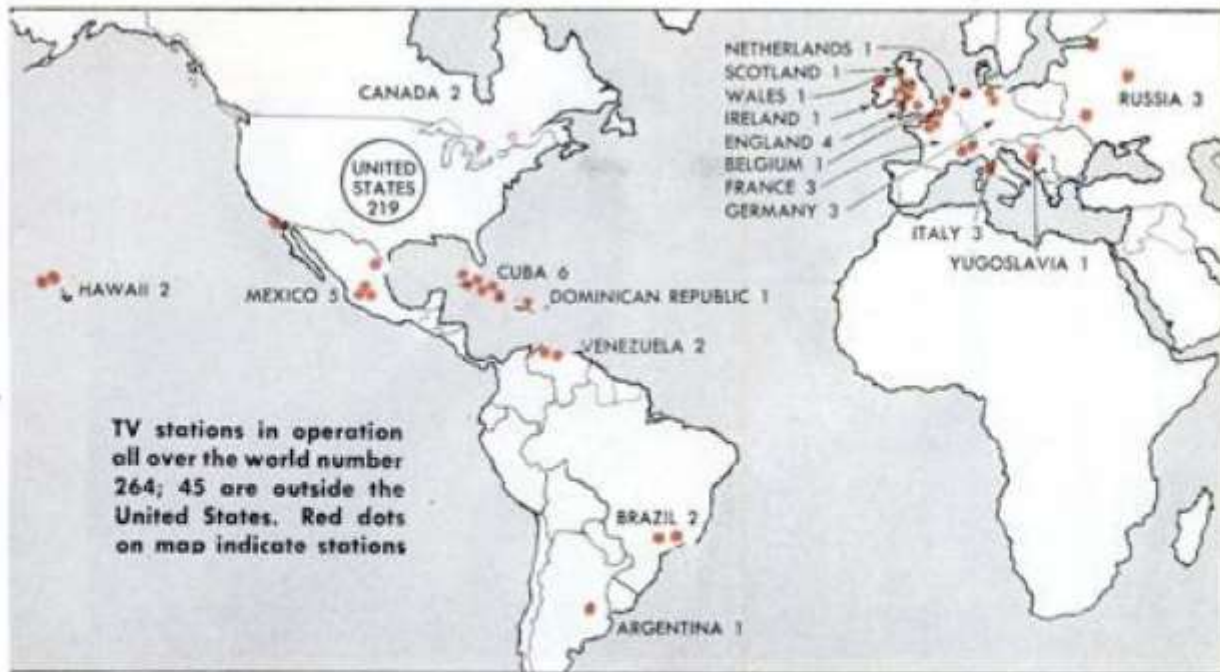 NETHERLANDS 1
SCOTLAND 1
WALES 1
IRELAND 1
ENGLAND 4
BELGIUM 1
FRANCE 3
GERMANY 3
CANADA 2
RUSSIA 3
UNITED
STATES
219
ITALY 3
YUGOSLAVIA 1
HAWAII 2
MEXICO 5
CUBA 6
DOMINICAN REPUBLIC 1
VENEZUELA 2
TV stations in operation
all over the world number
264; 45 are outside the
United States. Red dots
on map indicate stations
BRAZIL 2
ARGENTINA 1